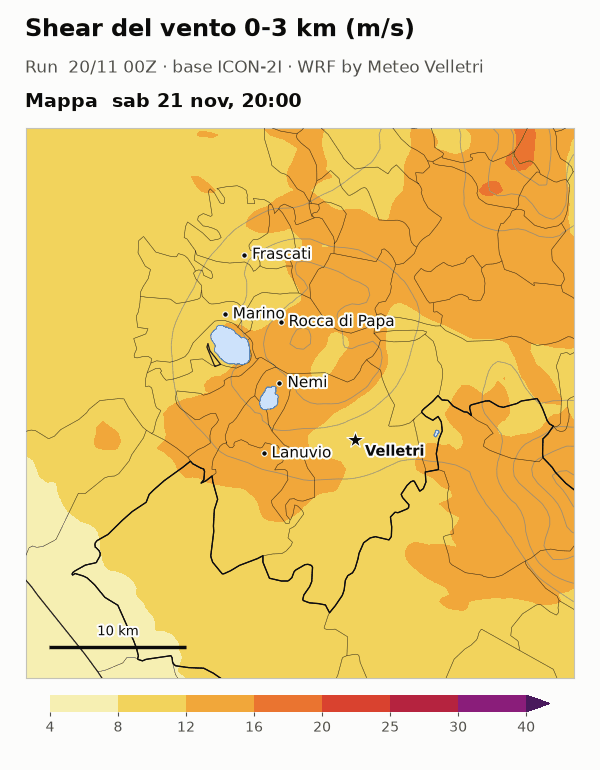 Shear del vento 0-3 km (m/s)
Run  20/11 00Z · base ICON-2I · WRF by Meteo Velletri
Mappa  sab 21 nov, 20:00
Frascati
Marino
Rocca di Papa
Nemi
Velletri
Lanuvio
10 km
4 8 12 16 20 25 30 40